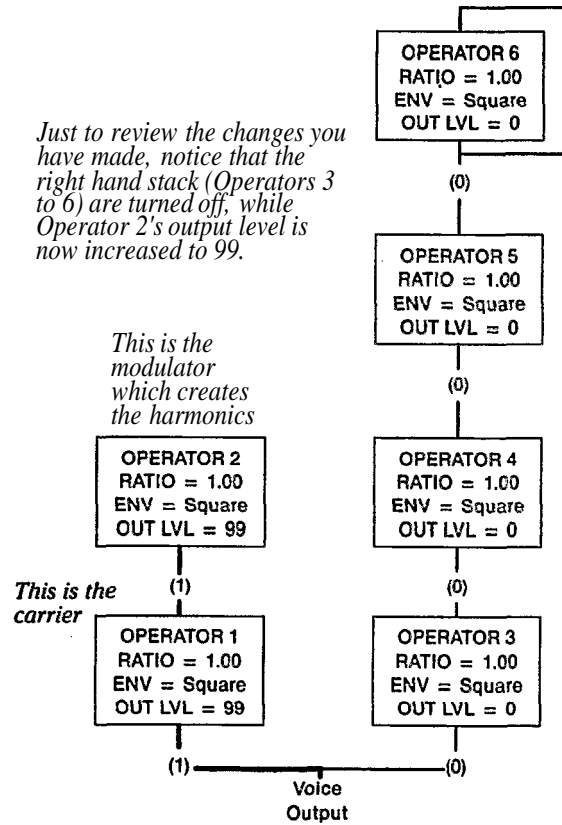 OPERATOR 6
RATIO = 1.00
ENV = Square
OUT LVL = 0
(0)
Just to review the changes you
have made, notice that the
right hand stack (Operators 3
to 6) are turned off, while
Operator 2's output level is
now increased to 99.
OPERATOR 5
RATIO = 1.00
ENV = Square
OUT LVL = 0
(0)
This is the
modulator
which creates
the harmonics
OPERATOR 2
RATIO = 1.00
ENV = Square
OUT LVL = 99
(1)
OPERATOR 4
RATIO = 1.00
ENV = Square
OUT LVL = 0
(0)
This is the
carrier
OPERATOR 1
RATIO = 1.00
ENV = Square
OUT LVL = 99
(1)
OPERATOR 3
RATIO = 1.00
ENV = Square
OUT LVL = 0
(0)
Voice
Output